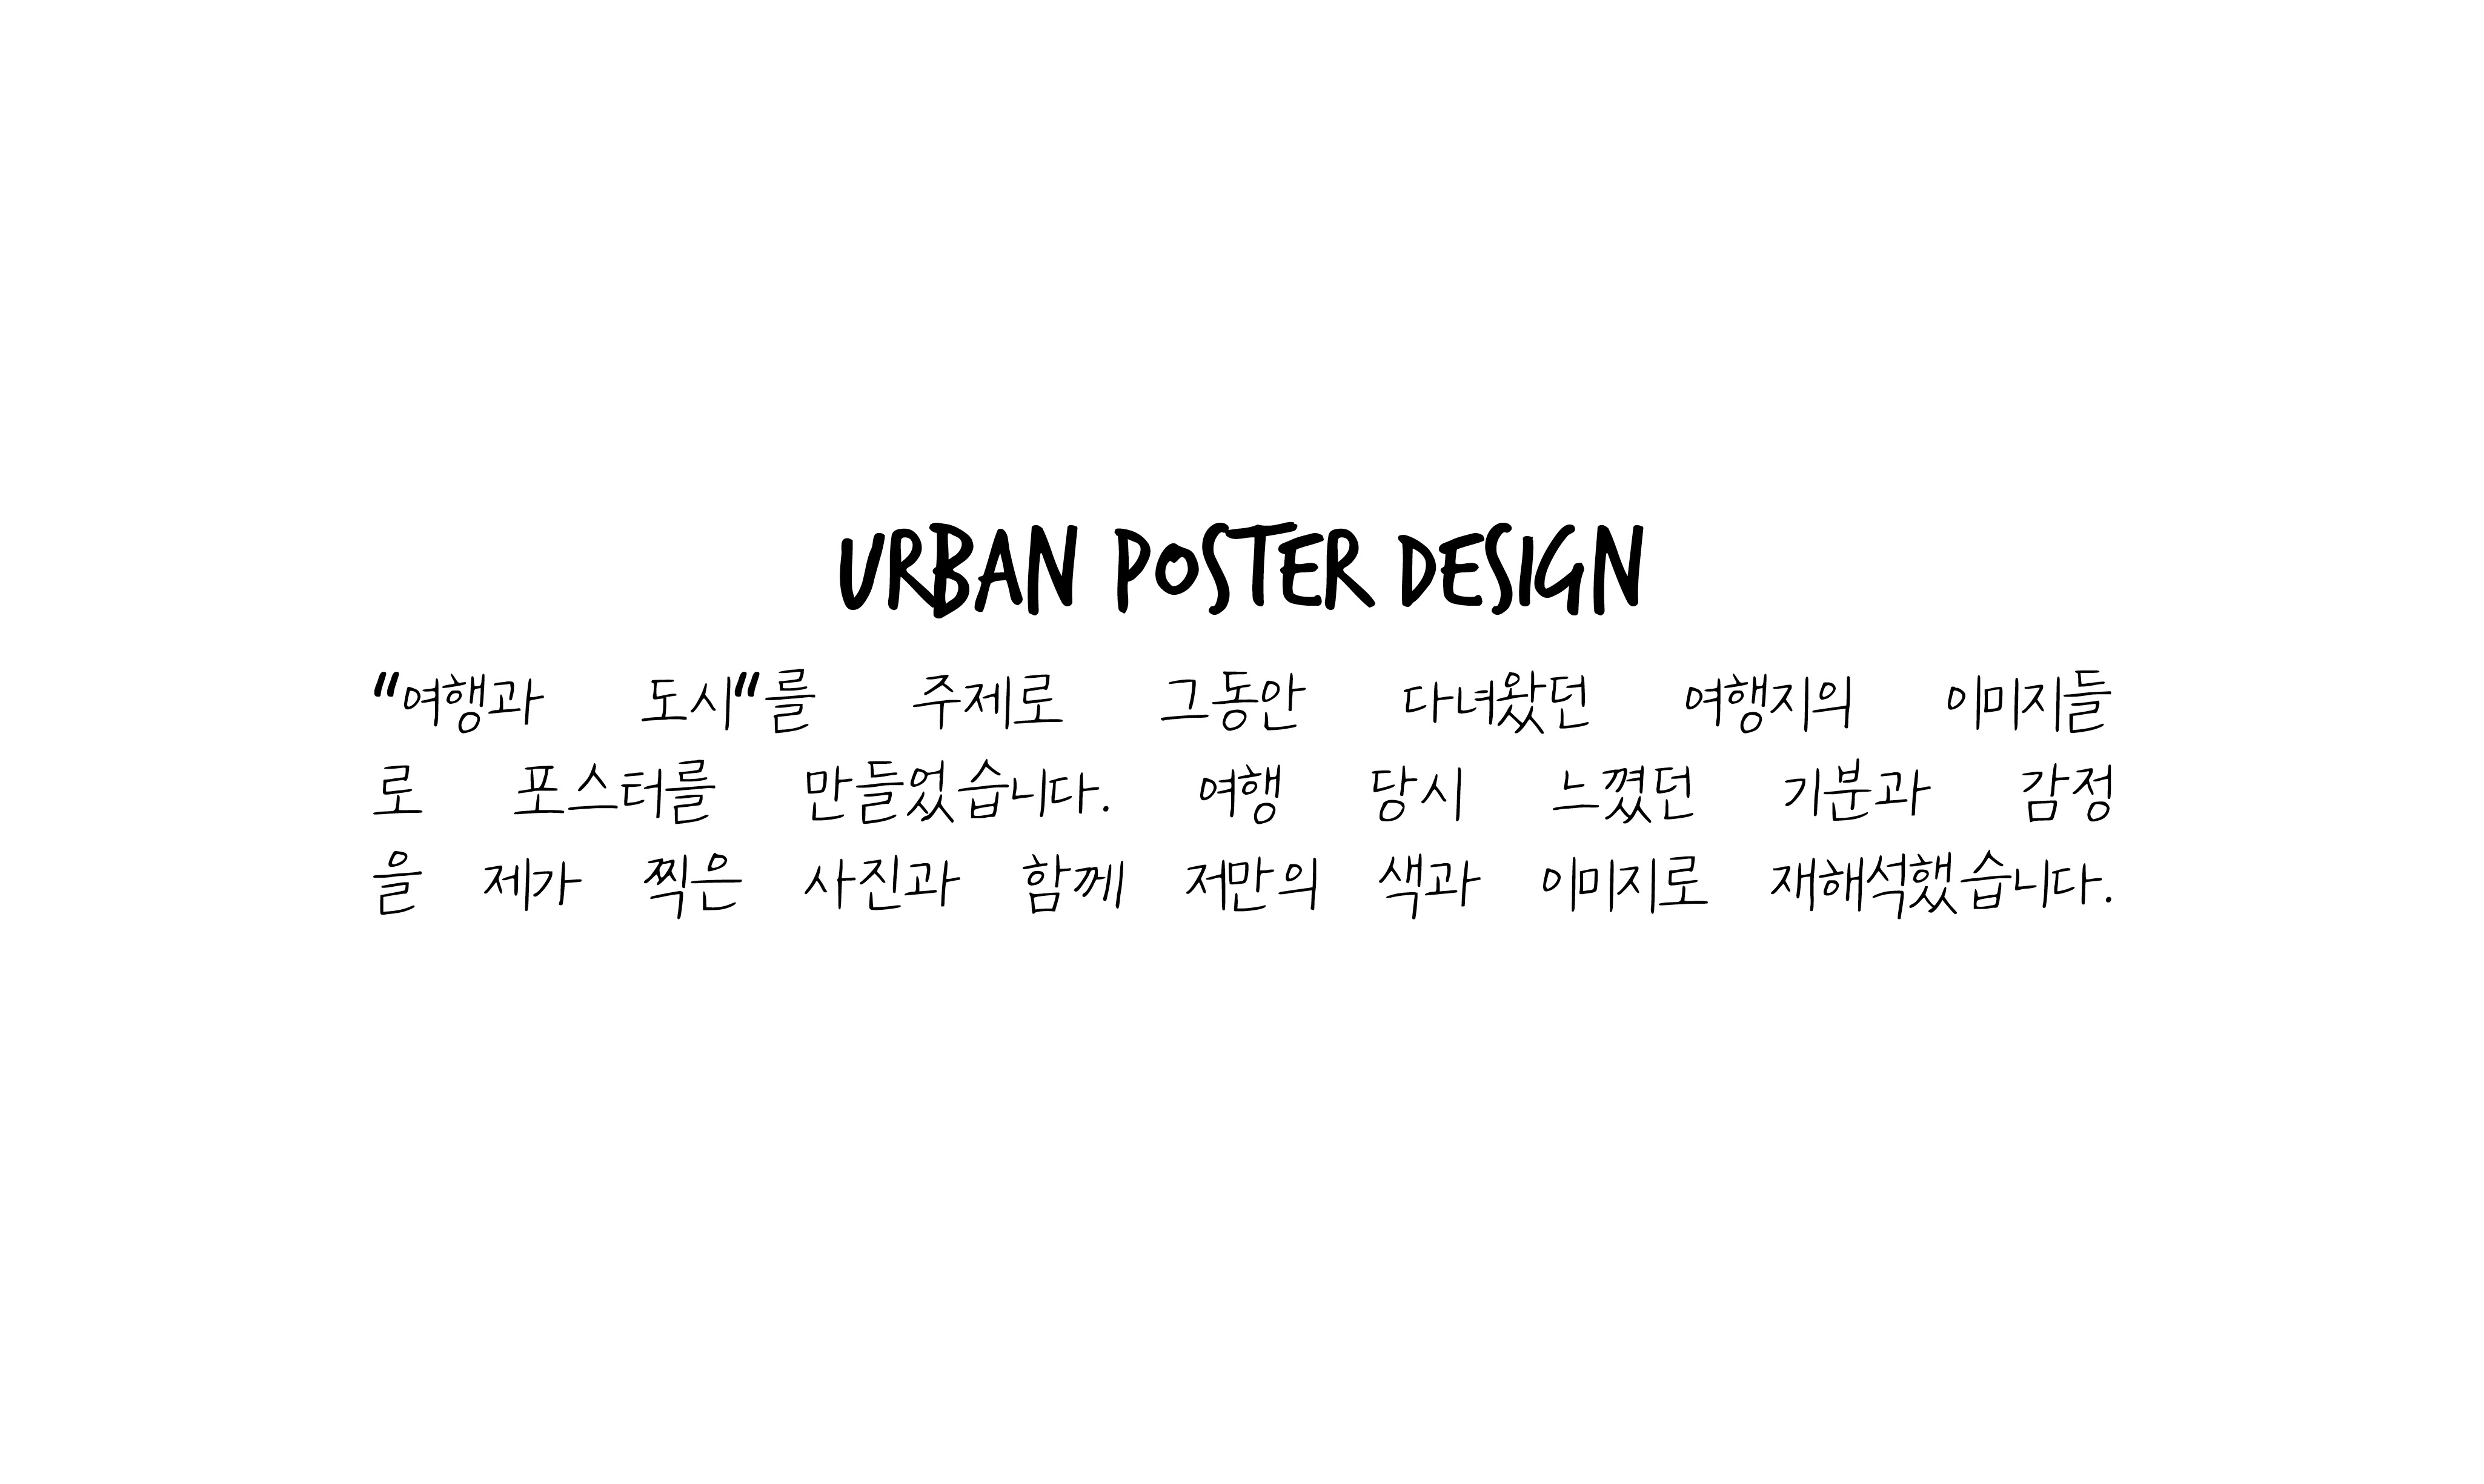 URBAN POSTER DESIGN
"여행과 도시"를 주제로 그동안 다녀왔던 여행지의 이미지들
로 포스터를 만들었습니다. 여행 당시 느꼈던 기분과 감정
을 제가 찍은 사진과 함께 저만의 색과 이미지로 재해석했습니다.